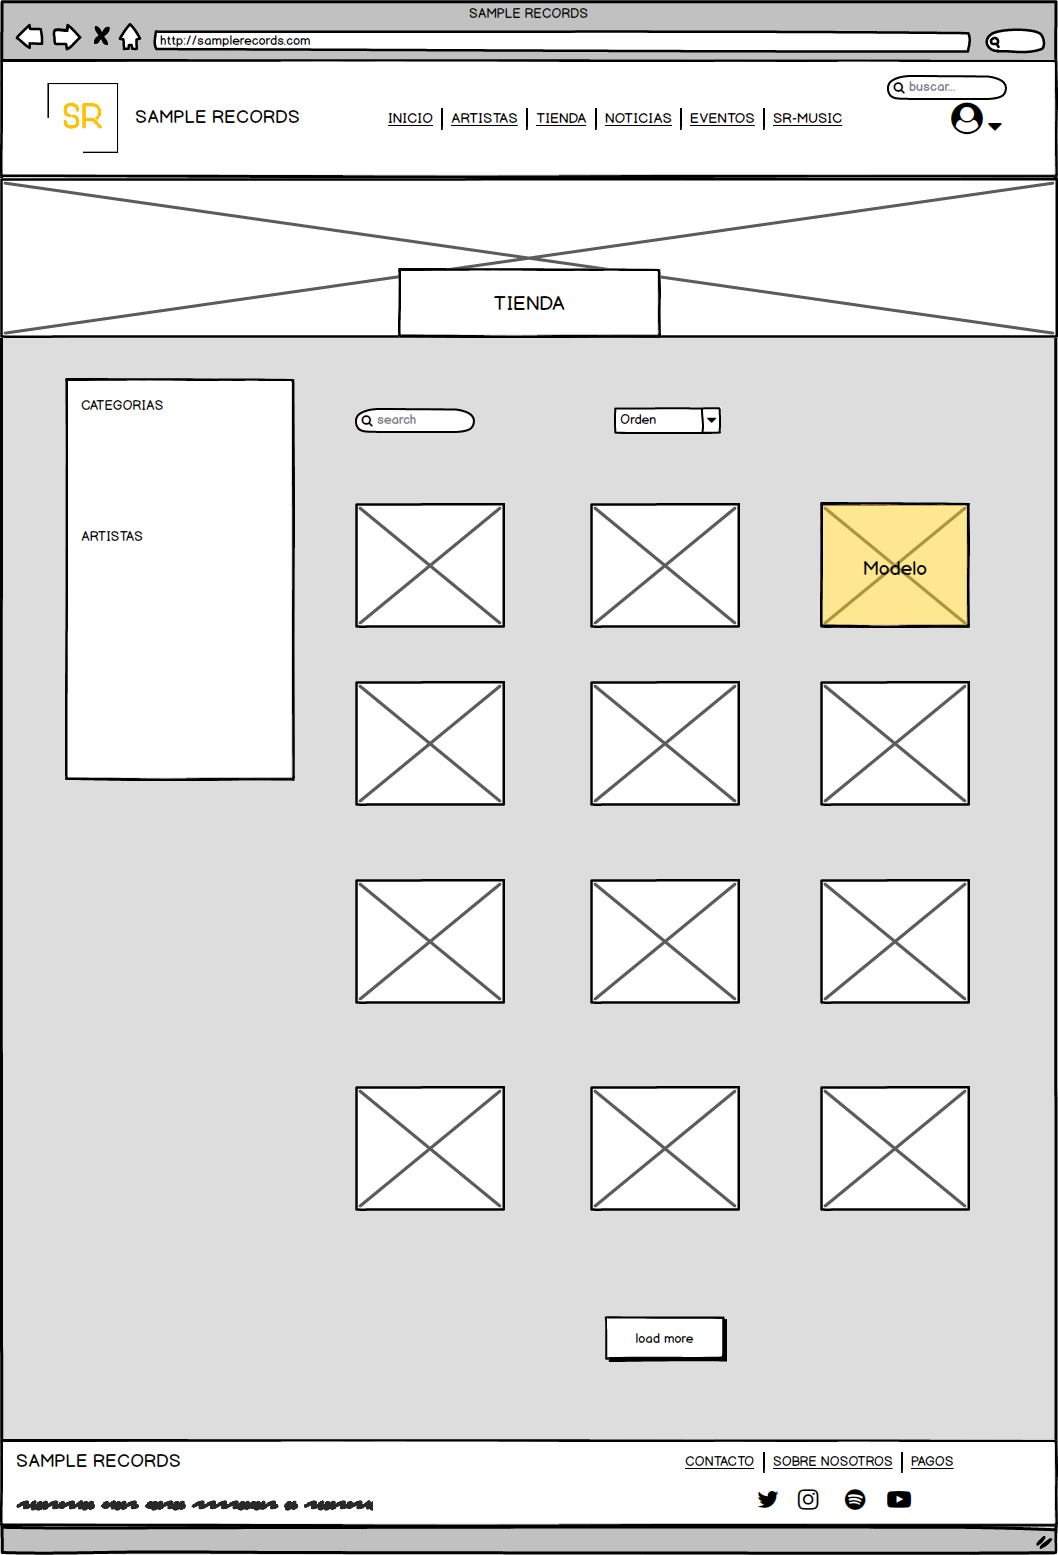 SAMPLE RECORDS
http://samplerecords.com
buscar...
SR
SAMPLE RECORDS
INICIO
ARTISTAS
TIENDA
NOTICIAS
EVENTOS
SR-MUSIC
TIENDA
CATEGORIAS
search
Orden
ARTISTAS
Modelo
load more
SAMPLE RECORDS
CONTACTO
SOBRE NOSOTROS
PAGOS